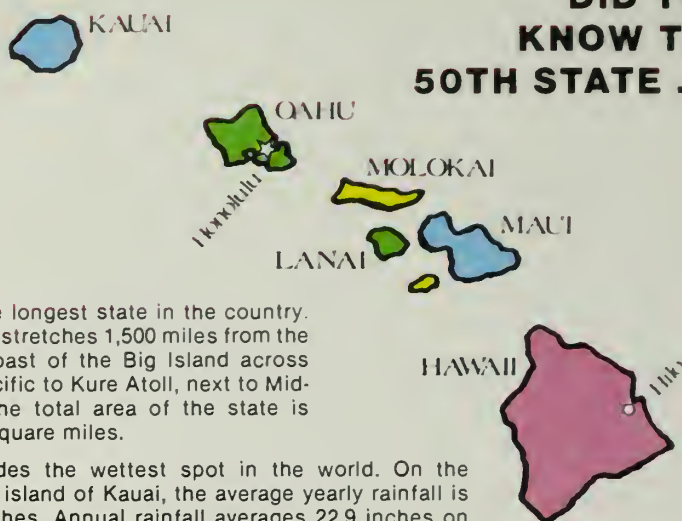 KNOW T
50TH STATE .
KAUAI
OAHU
Honolulu
MOLOKAI
MAUI
LANAI
HAWAII
Hilo
e longest state in the country.
stretches 1,500 miles from the
oast of the Big Island across
cific to Kure Atoll, next to Mid-
he total area of the state is
quare miles.
des the wettest spot in the world. On the
island of Kauai, the average yearly rainfall is
hes. Annual rainfall averages 22.9 inches on